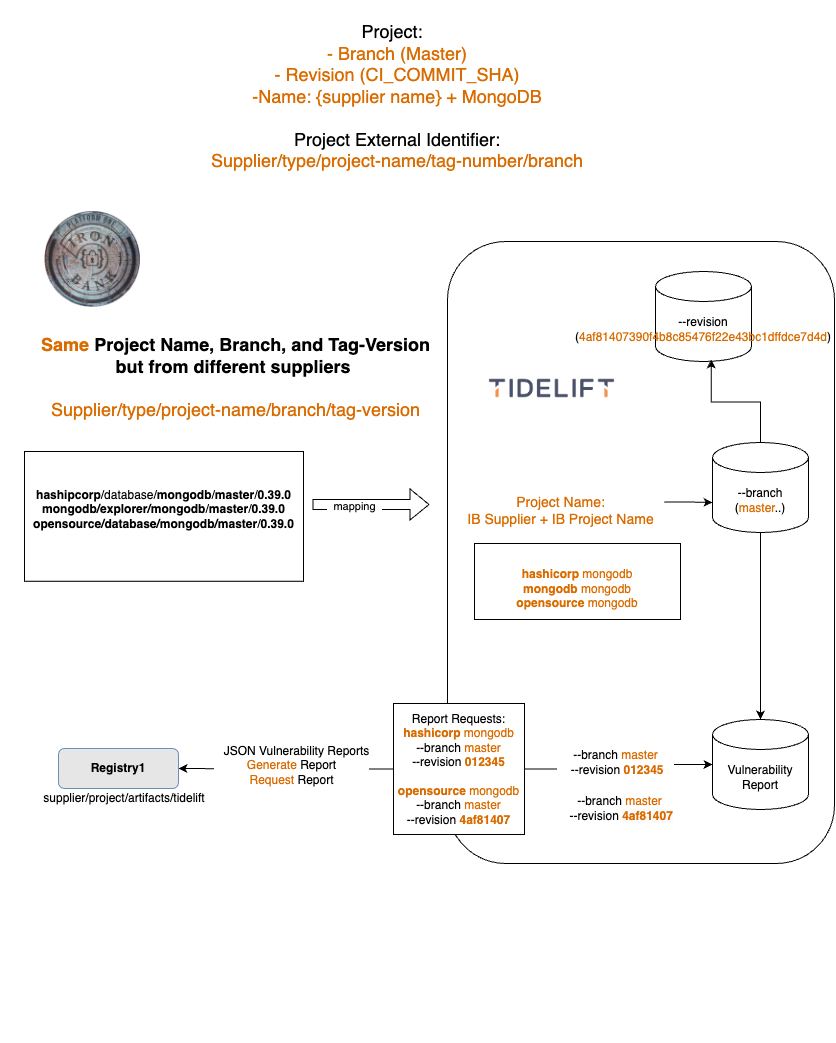 Project:
- Branch (Master)
- Revision (CI_COMMIT_SHA)
-Name: {supplier name} + MongoDB
Project External Identifier:
Supplier/type/project-name/tag-number/branch
PLATFORM ONE
IRON
BANK
Same Project Name, Branch, and Tag-Version
but from different suppliers
Supplier/type/project-name/branch/tag-version
hashipcorp/database/mongodb/master/0.39.0
mongodb/explorer/mongodb/master/0.39.0
opensource/database/mongodb/master/0.39.0
mapping
--revision
(4af81407390f4b8c85476f22e43bc1dffdce7d4d)
TIDELIFT
--branch
(master..)
Project Name:
IB Supplier + IB Project Name
hashicorp mongodb
mongodb mongodb
opensource mongodb
Report Requests:
hashicorp mongodb
--branch master
--revision 012345
opensource mongodb
--branch master
--revision 4af81407
--branch master
--revision 012345
--branch master
--revision 4af81407
Vulnerability
Report
JSON Vulnerability Reports
Generate Report
Request Report
Registry1
supplier/project/artifacts/tidelift